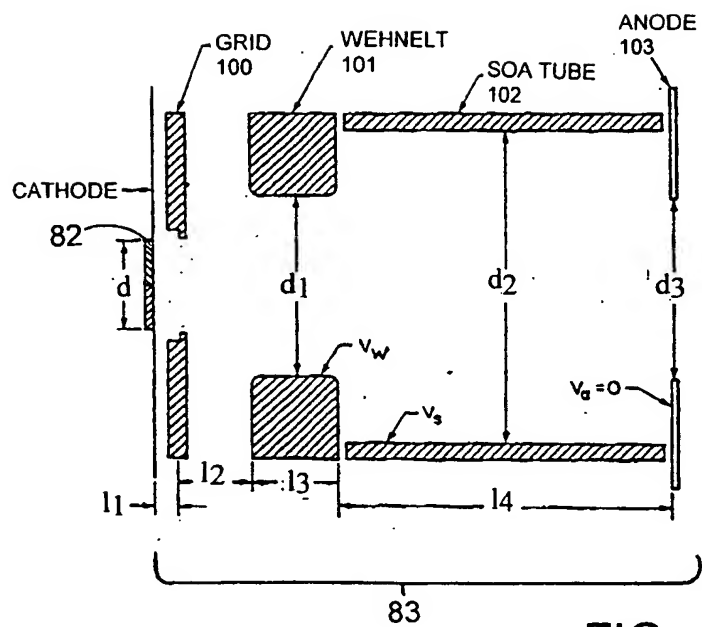 ANODE
103
GRID
100
WEHNELT
101
SOA TUBE
102
CATHODE
82
d
d1
d2
d3
Vw
Va = 0
Vs
l1
l2
l3
l4
83
FIG